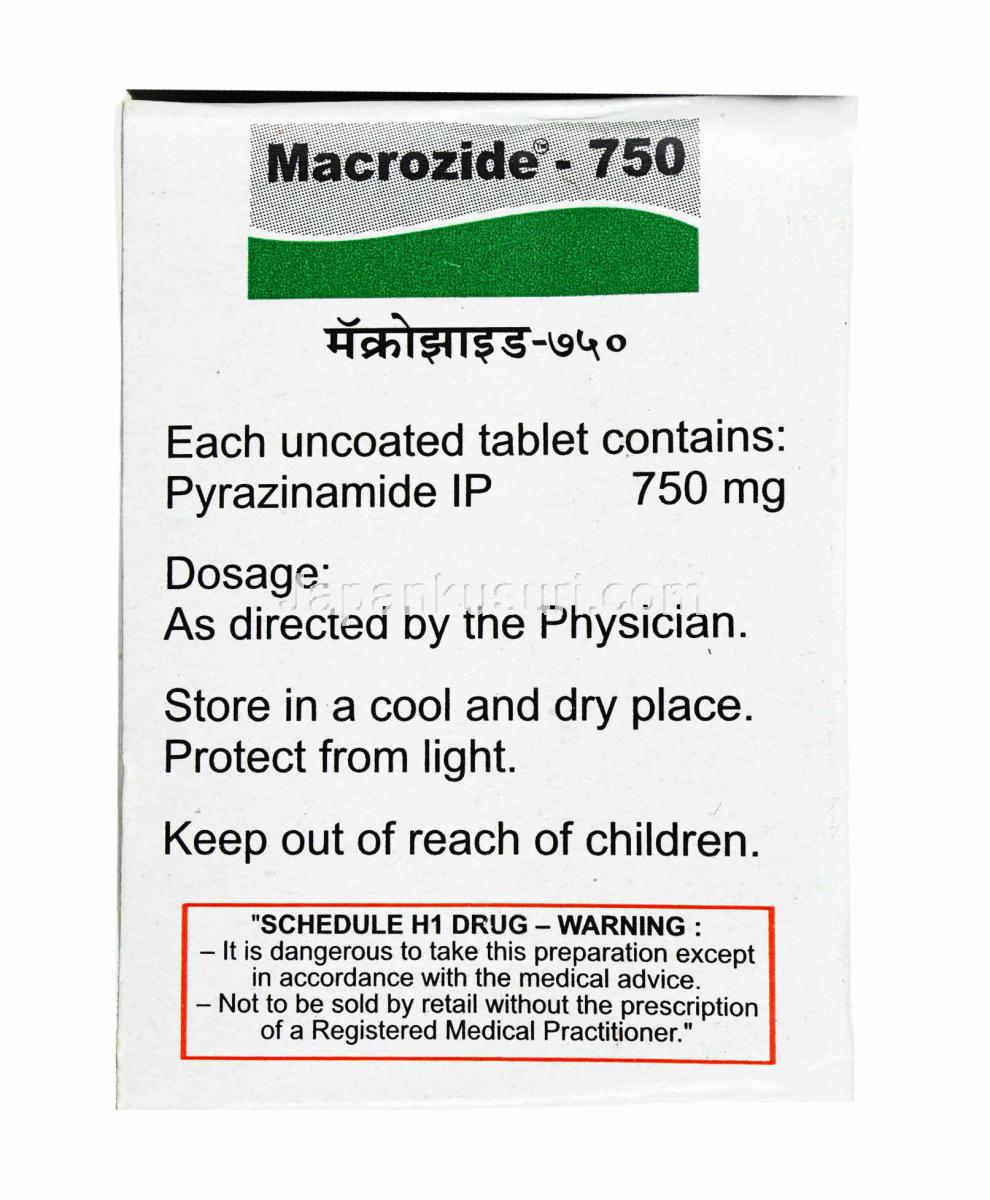 Macrozide™ - 750
मॅक्रोझाइड-७५०
Each uncoated tablet contains:
Pyrazinamide IP 750 mg
Dosage:
Japankusuri.com
As directed by the Physician.
Store in a cool and dry place.
Protect from light.
Keep out of reach of children.
"SCHEDULE H1 DRUG – WARNING :
– It is dangerous to take this preparation except
in accordance with the medical advice.
– Not to be sold by retail without the prescription
of a Registered Medical Practitioner."